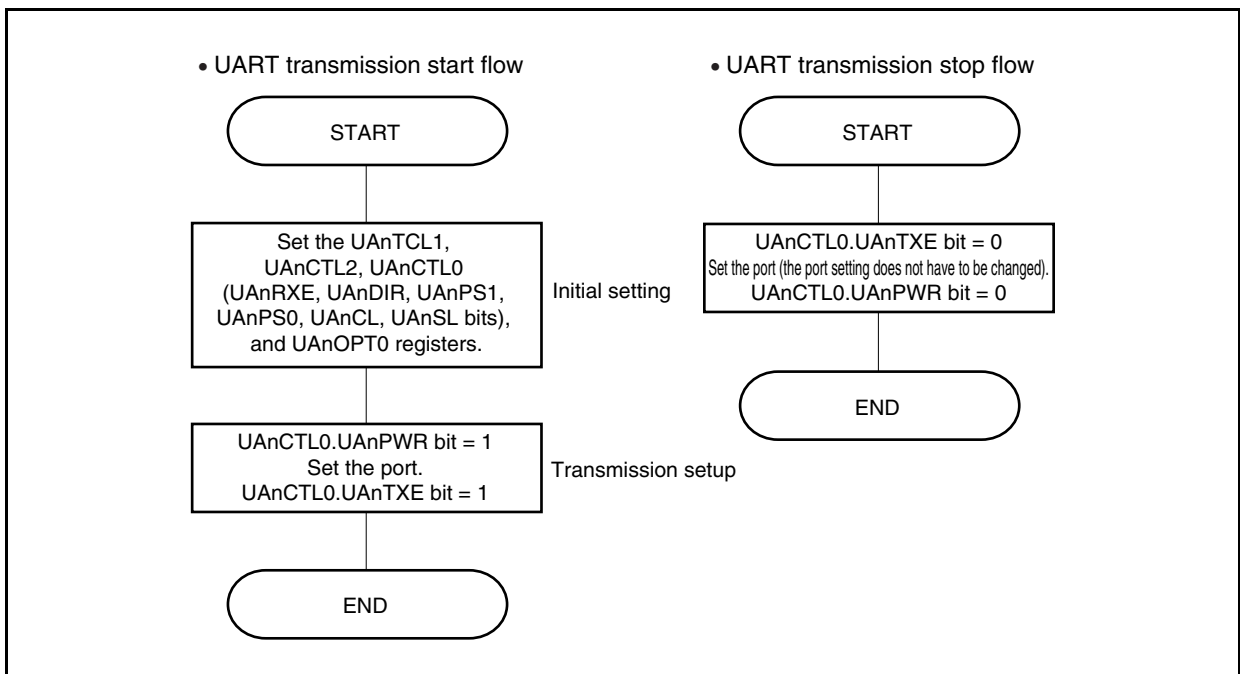 • UART transmission start flow
START
Set the UAnTCL1,
UAnCTL2, UAnCTL0
(UAnRXE, UAnDIR, UAnPS1,
UAnPS0, UAnCL, UAnSL bits),
and UAnOPT0 registers.
Initial setting
UAnCTL0.UAnPWR bit = 1
Set the port.
UAnCTL0.UAnTXE bit = 1
Transmission setup
END
• UART transmission stop flow
START
UAnCTL0.UAnTXE bit = 0
Set the port (the port setting does not have to be changed).
UAnCTL0.UAnPWR bit = 0
END